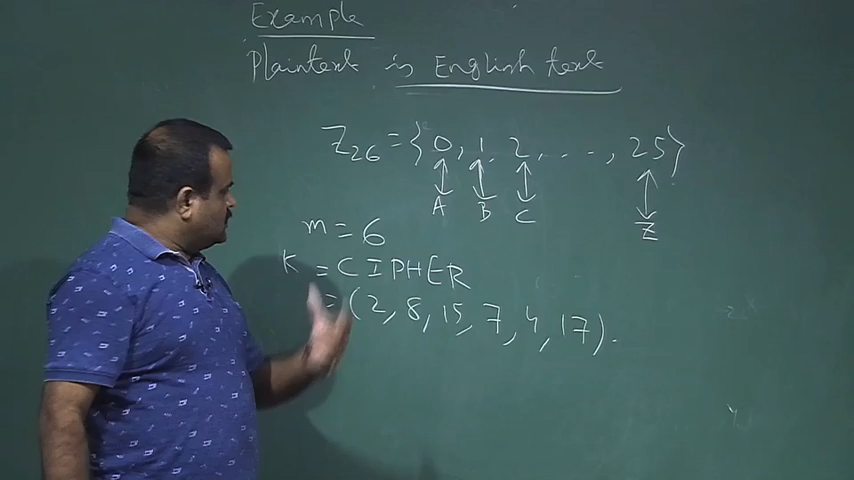 Example
Plaintext is English text
Z26 = {0, 1, 2, ..., 25}
A B C Z
m = 6
K = CIPHER
= (2, 8, 15, 7, 4, 17).